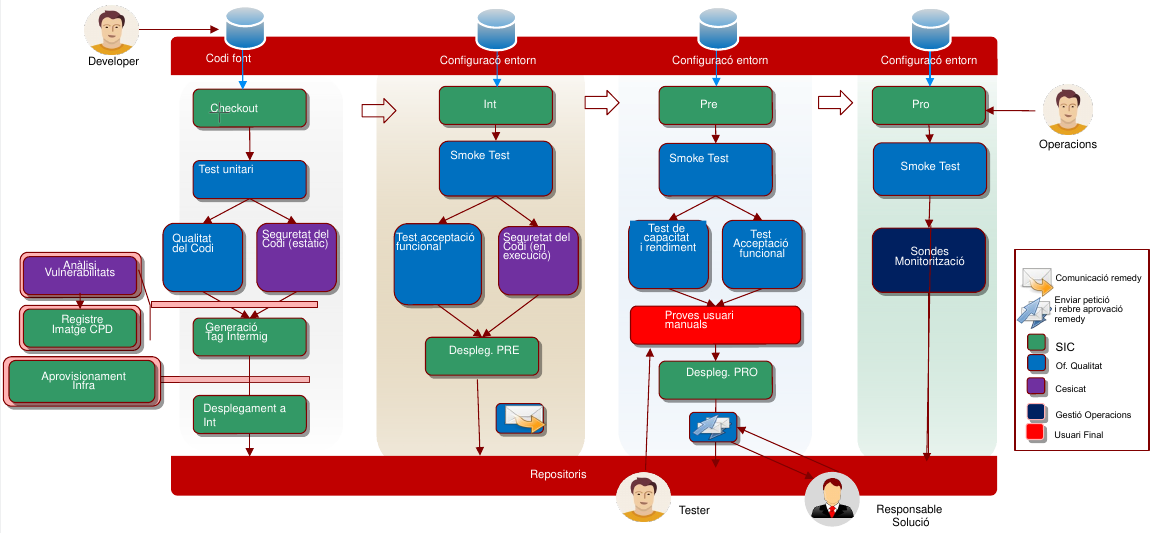 Developer
Codi font
Configuracó entorn
Configuracó entorn
Configuracó entorn
Checkout
Test unitari
Qualitat
del Codi
Seguretat del
Codi (estàtic)
Anàlisi
Vulnerabilitats
Registre
Imatge CPD
Generació
Tag Intermig
Aprovisionament
Infra
Desplegament a
Int
Int
Smoke Test
Test acceptació
funcional
Seguretat del
Codi (en
execució)
Despleg. PRE
Pre
Smoke Test
Test de
capacitat
i rendiment
Test
Acceptació
funcional
Proves usuari
manuals
Despleg. PRO
Pro
Smoke Test
Sondes
Monitorització
Operacions
Comunicació remedy
Enviar petició
i rebre aprovació
remedy
SIC
Of. Qualitat
Cesicat
Gestió Operacions
Usuari Final
Repositoris
Tester
Responsable
Solució